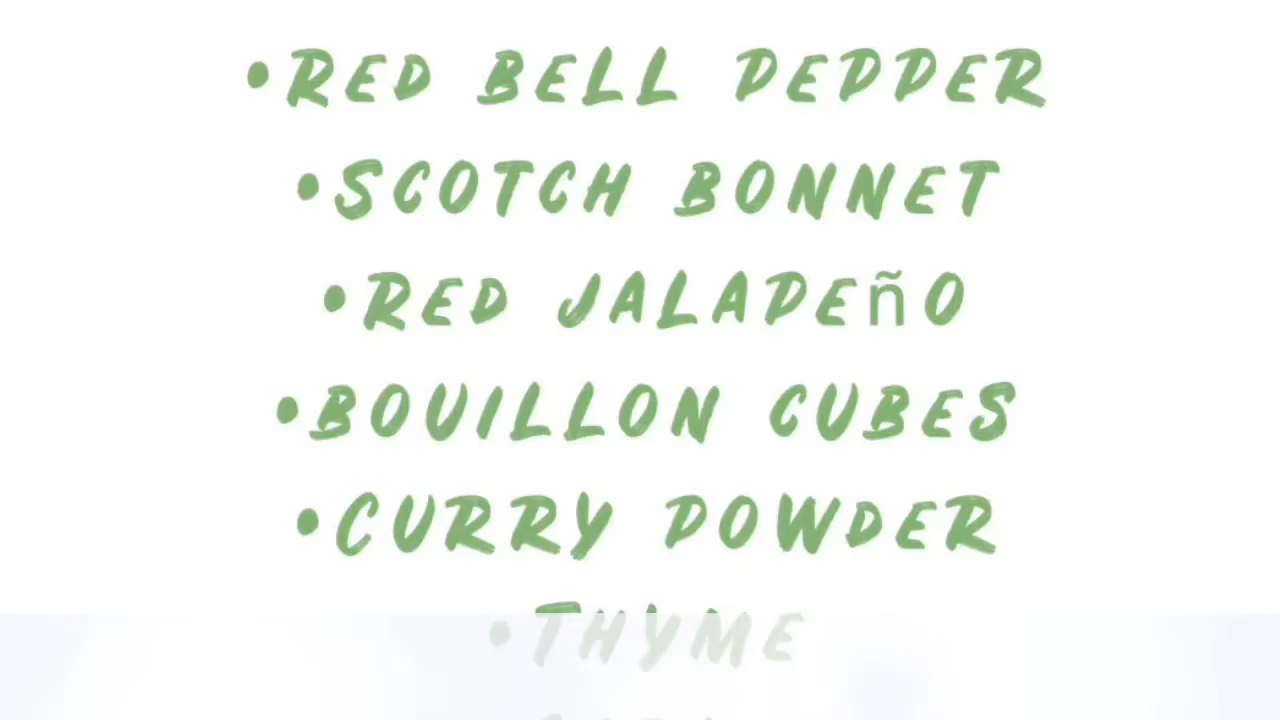 •RED BELL PEPPER
•SCOTCH BONNET
•RED JALAPEñO
•BOUILLON CUBES
•CURRY POWDER
•THYME